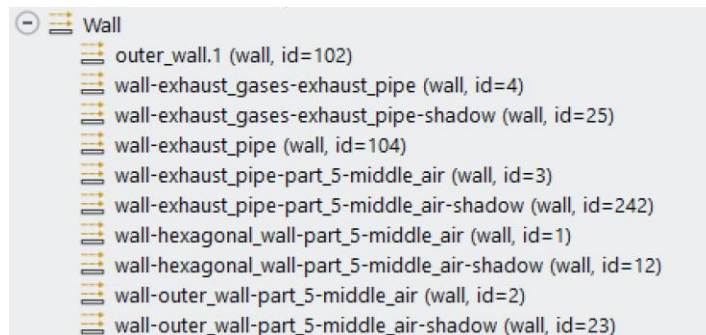 Wall
outer_wall.1 (wall, id=102)
wall-exhaust_gases-exhaust_pipe (wall, id=4)
wall-exhaust_gases-exhaust_pipe-shadow (wall, id=25)
wall-exhaust_pipe (wall, id=104)
wall-exhaust_pipe-part_5-middle_air (wall, id=3)
wall-exhaust_pipe-part_5-middle_air-shadow (wall, id=242)
wall-hexagonal_wall-part_5-middle_air (wall, id=1)
wall-hexagonal_wall-part_5-middle_air-shadow (wall, id=12)
wall-outer_wall-part_5-middle_air (wall, id=2)
wall-outer_wall-part_5-middle_air-shadow (wall, id=23)